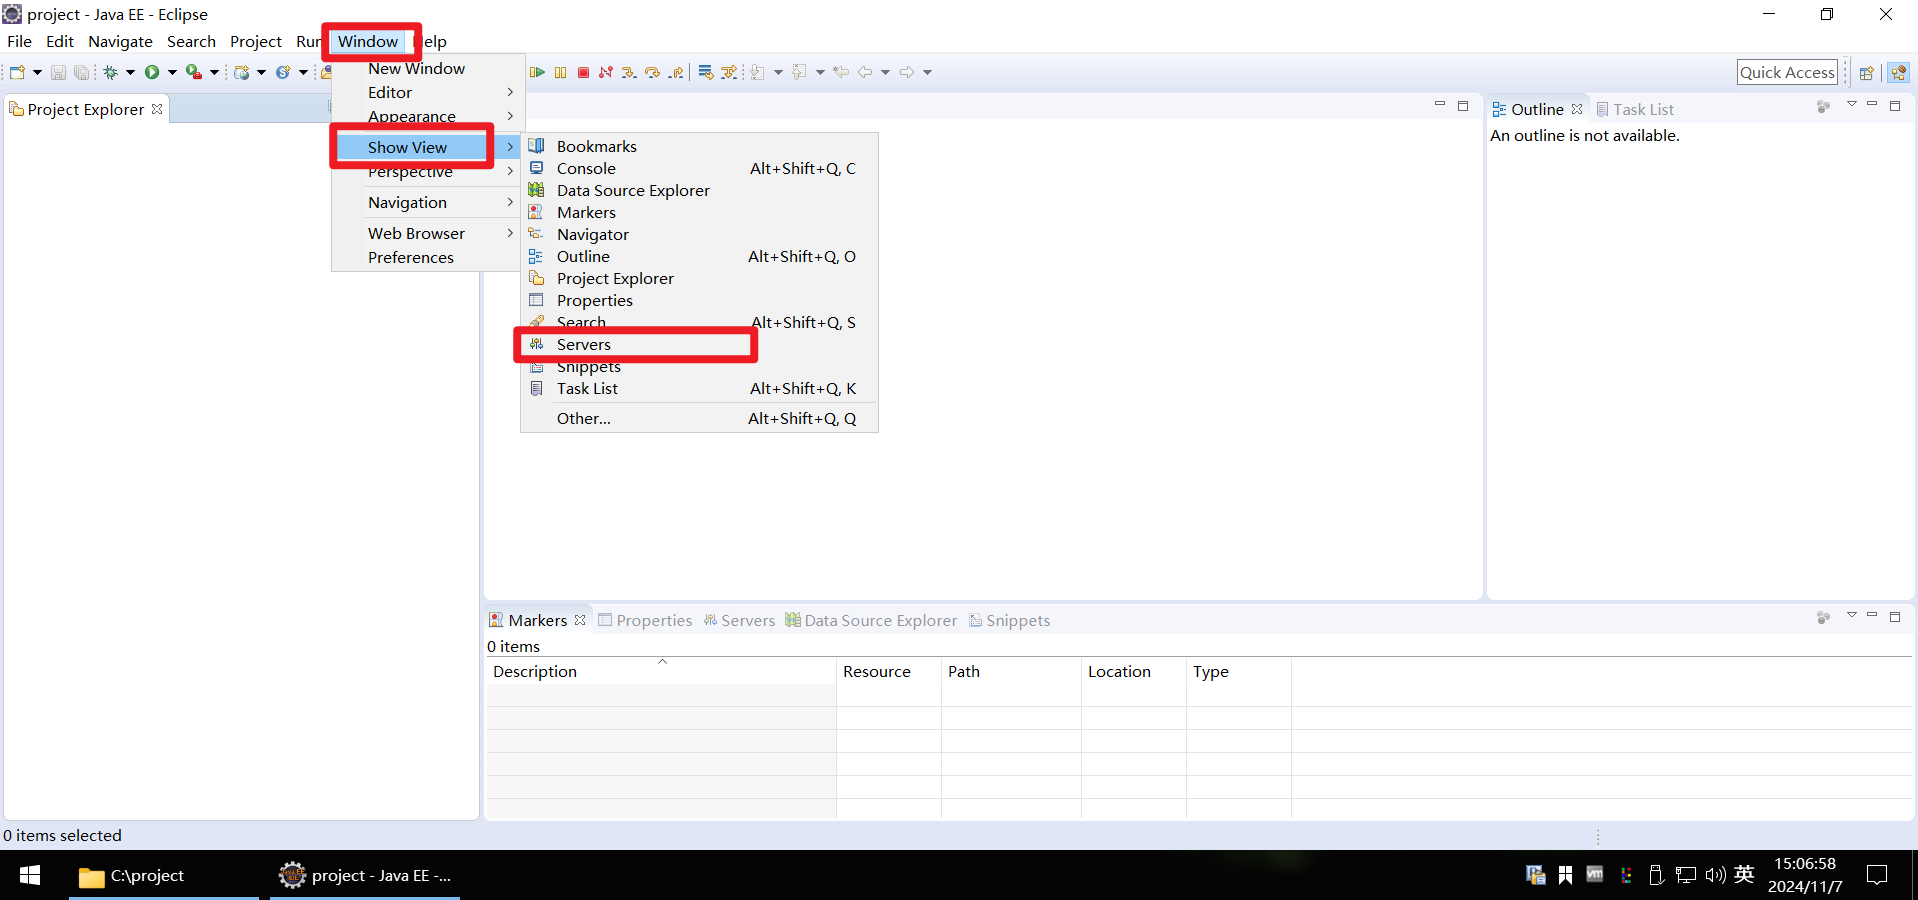 project - Java EE - Eclipse
File Edit Navigate Search Project Run Window Help
Quick Access
New Window
Editor
Appearance
Show View
Perspective
Navigation
Web Browser
Preferences
Bookmarks
Console Alt+Shift+Q, C
Data Source Explorer
Markers
Navigator
Outline Alt+Shift+Q, O
Project Explorer
Properties
Search Alt+Shift+Q, S
Servers
Snippets
Task List Alt+Shift+Q, K
Other... Alt+Shift+Q, Q
Project Explorer
Outline Task List
An outline is not available.
Markers Properties Servers Data Source Explorer Snippets
0 items
Description Resource Path Location Type
0 items selected
C:\project
project - Java EE -...
vm
英
15:06:58
2024/11/7